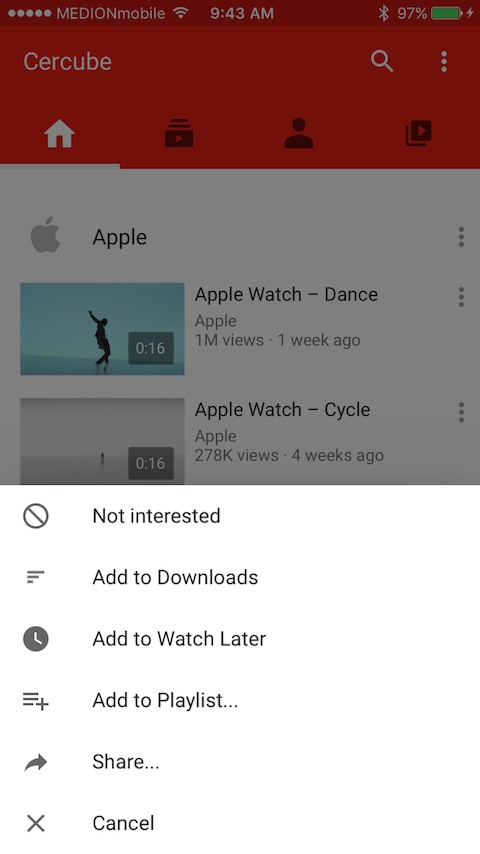 MEDIONmobile 9:43 AM 97%
Cercube
Apple
Apple Watch – Dance
Apple
1M views · 1 week ago
0:16
Apple Watch – Cycle
Apple
278K views · 4 weeks ago
0:16
Not interested
Add to Downloads
Add to Watch Later
Add to Playlist...
Share...
Cancel